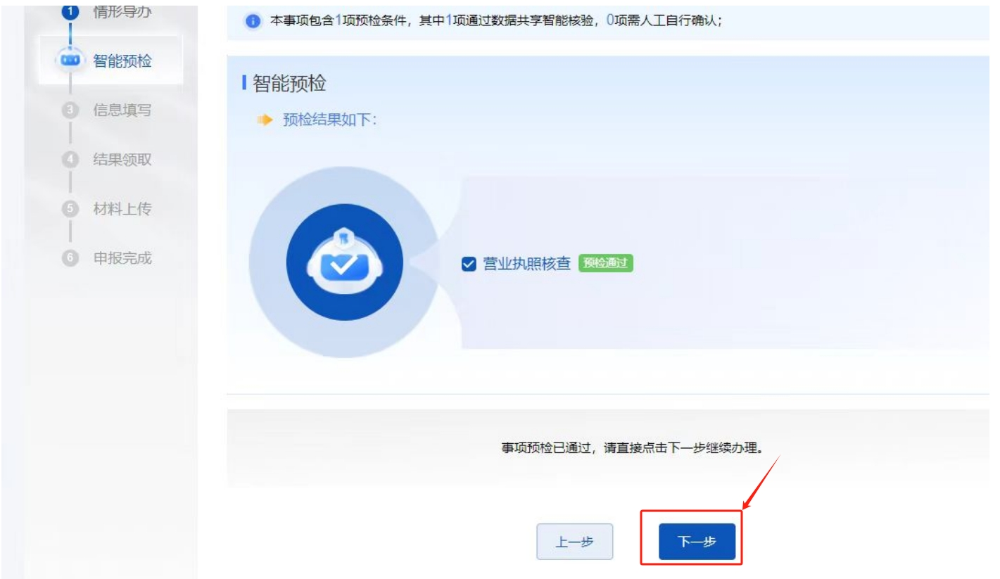 1 情形导办
智能预检
3 信息填写
4 结果领取
5 材料上传
6 申报完成
本事项包含1项预检条件，其中1项通过数据共享智能核验，0项需人工自行确认；
智能预检
预检结果如下：
营业执照核查 预检通过
事项预检已通过，请直接点击下一步继续办理。
上一步 下一步